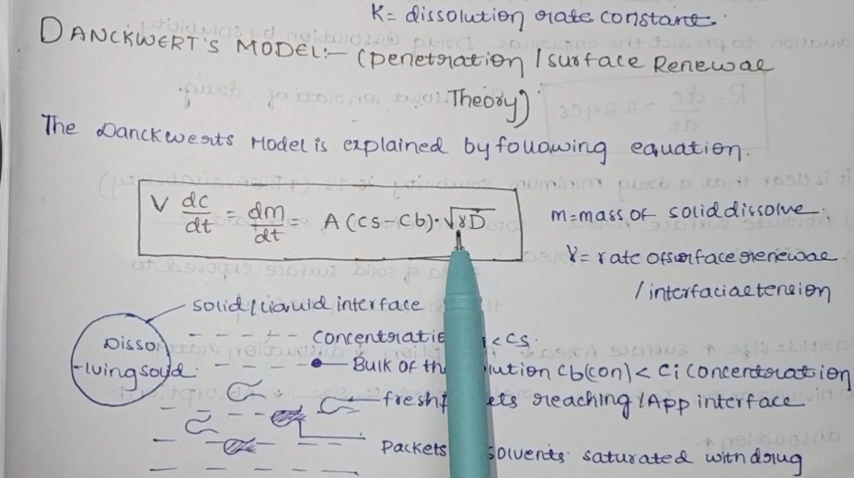 K= dissolution rate constant.
DANCKWERT'S MODEL:- (Penetration / surface Renewal
Theory)
The Danckwerts Model is explained by following equation.
V dc/dt = dm/dt = A (Cs-Cb)·√γD
m=mass of solid dissolve.
γ= rate of surface renewal
/ interfacial tension
solid/liquid interface
Dissol
-lving solid
concentratio <Cs.
Bulk of th lution Cb(con) < Ci concentration
fresh p ets reaching / App interface
Packets solvents saturated with drug